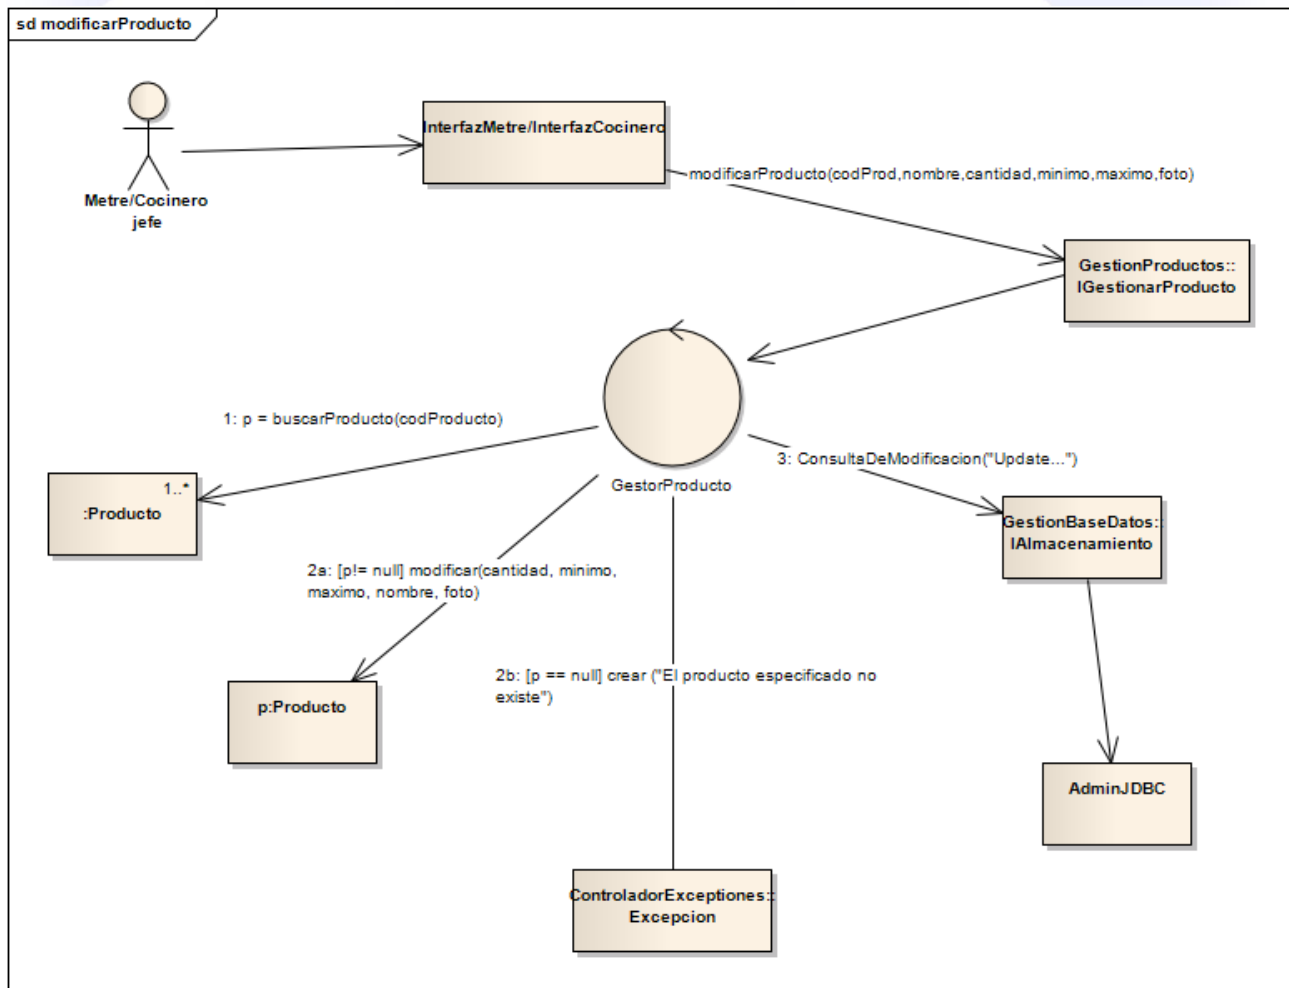 sd modificarProducto
InterfazMetre/InterfazCocinero
modificarProducto(codProd,nombre,cantidad,minimo,maximo,foto)
Metre/Cocinero
jefe
GestionProductos::
IGestionarProducto
1: p = buscarProducto(codProducto)
3: ConsultaDeModificacion("Update...")
GestorProducto
1..*
:Producto
GestionBaseDatos::
IAlmacenamiento
2a: [p!= null] modificar(cantidad, minimo,
maximo, nombre, foto)
2b: [p == null] crear ("El producto especificado no
existe")
p:Producto
AdminJDBC
ControladorExceptiones::
Excepcion